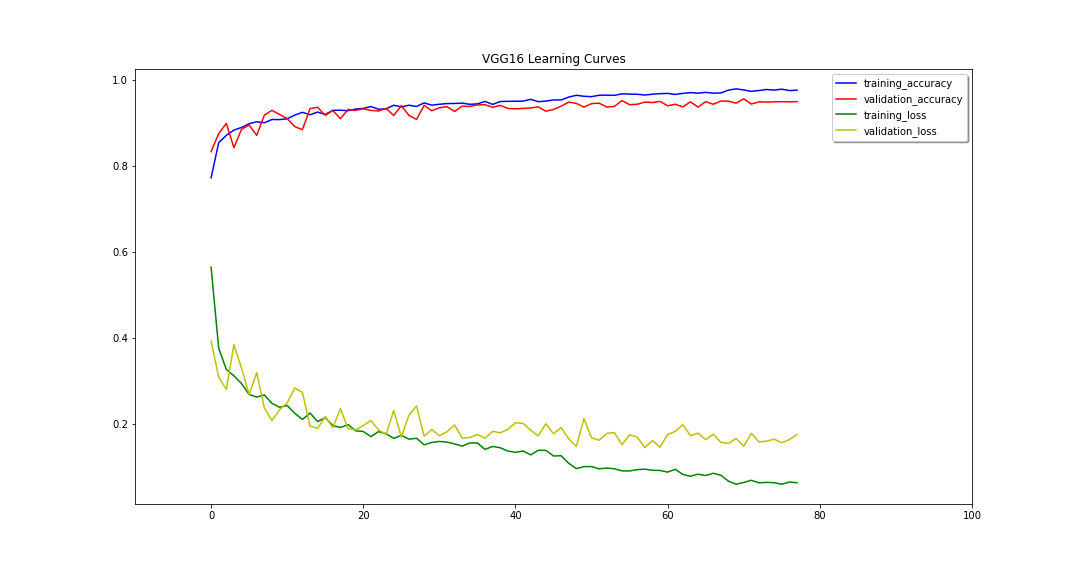 VGG16 Learning Curves
1.0
0.8
0.6
0.4
0.2
0 20 40 60 80 100
training_accuracy
validation_accuracy
training_loss
validation_loss